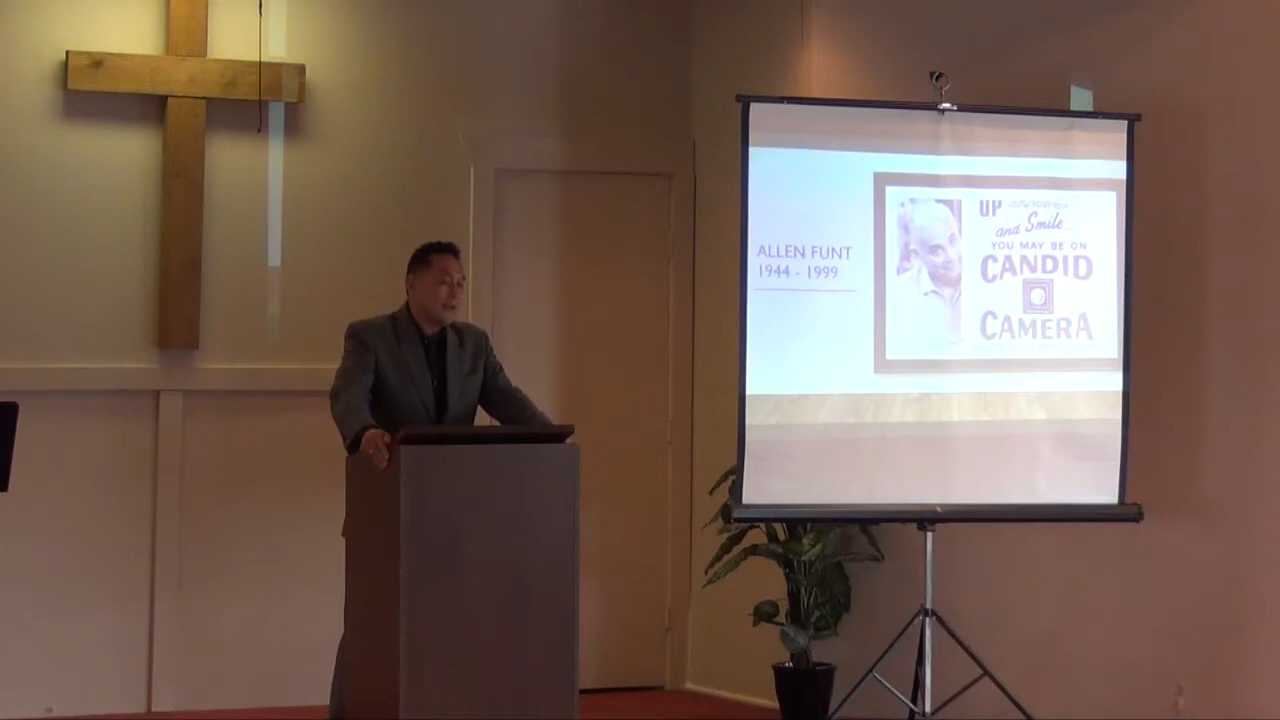 ALLEN FUNT
1944 - 1999
UP
and Smile
YOU MAY BE ON
CANDID
CAMERA